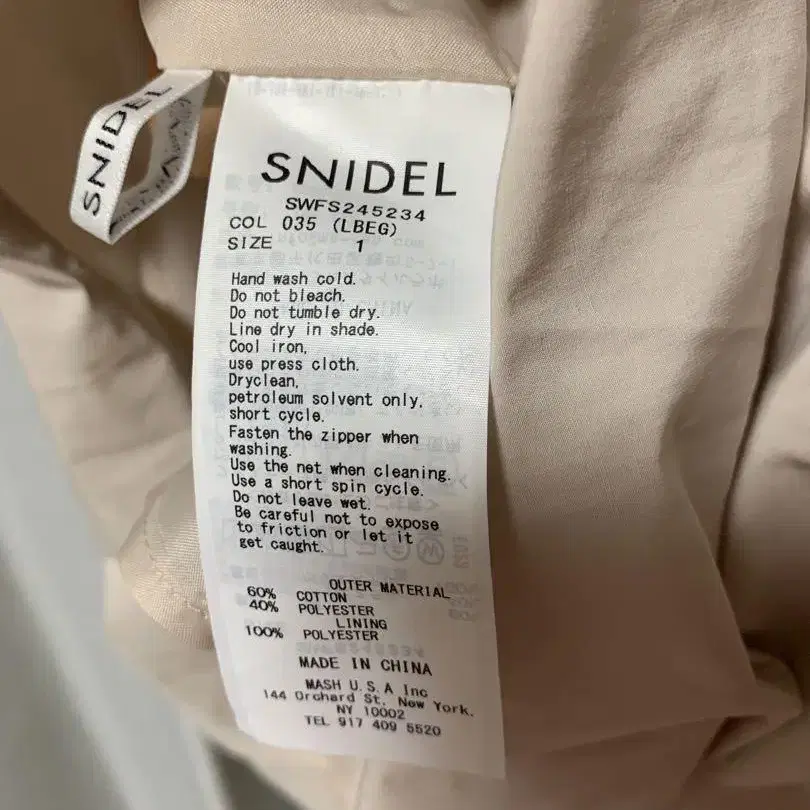 SNIDEL
SNIDEL
SWFS245234
COL 035 (LBEG)
SIZE 1
Hand wash cold.
Do not bleach.
Do not tumble dry.
Line dry in shade.
Cool iron,
use press cloth.
Dryclean,
petroleum solvent only,
short cycle.
Fasten the zipper when
washing.
Use the net when cleaning.
Use a short spin cycle.
Do not leave wet.
Be careful not to expose
to friction or let it
get caught.
OUTER MATERIAL
60% COTTON
40% POLYESTER
LINING
100% POLYESTER
MADE IN CHINA
MASH U.S.A Inc
144 Orchard St, New York.
NY 10002
TEL 917 409 5520